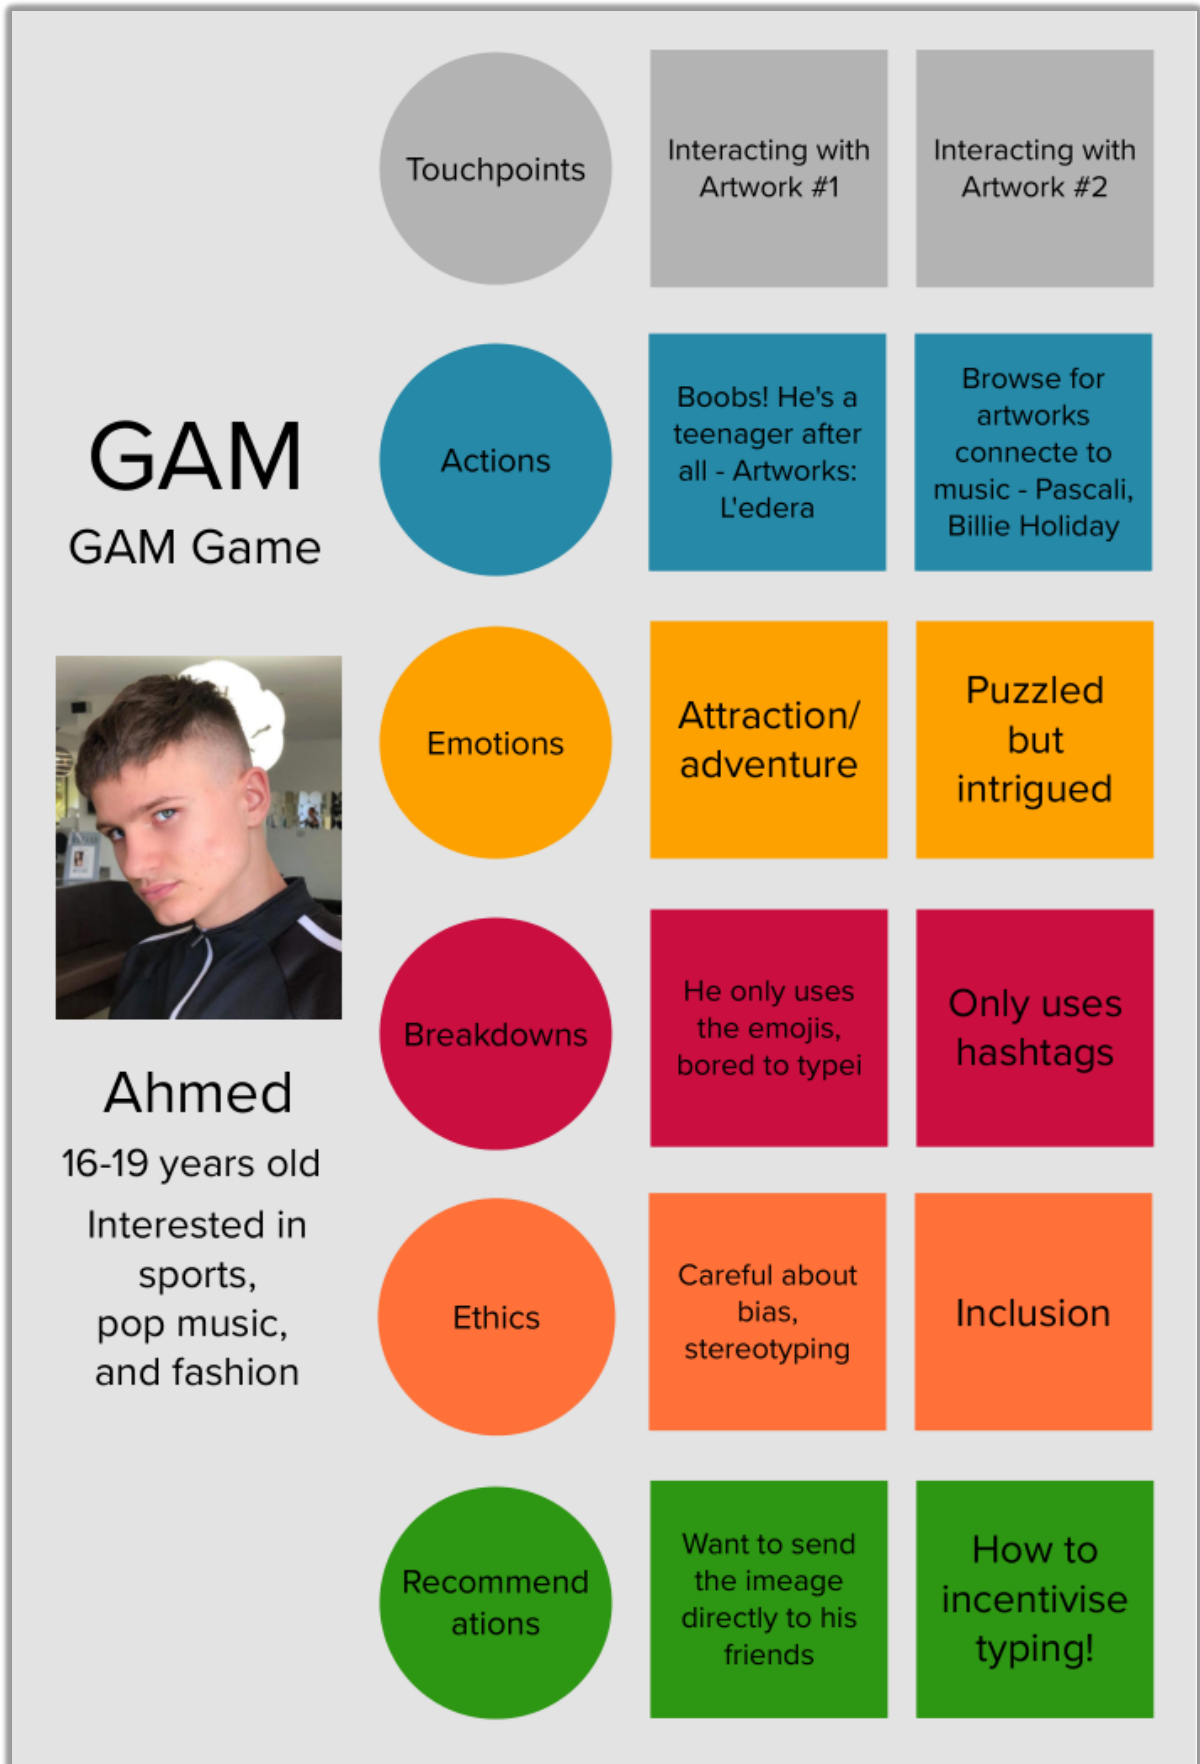 Touchpoints
Interacting with
Artwork #1
Interacting with
Artwork #2
GAM
GAM Game
Actions
Boobs! He's a
teenager after
all - Artworks:
L'edera
Browse for
artworks
connecte to
music - Pascali,
Billie Holiday
Emotions
Attraction/
adventure
Puzzled
but
intrigued
Breakdowns
He only uses
the emojis,
bored to typei
Only uses
hashtags
Ahmed
16-19 years old
Interested in
sports,
pop music,
and fashion
Ethics
Careful about
bias,
stereotyping
Inclusion
Recommend
ations
Want to send
the imeage
directly to his
friends
How to
incentivise
typing!